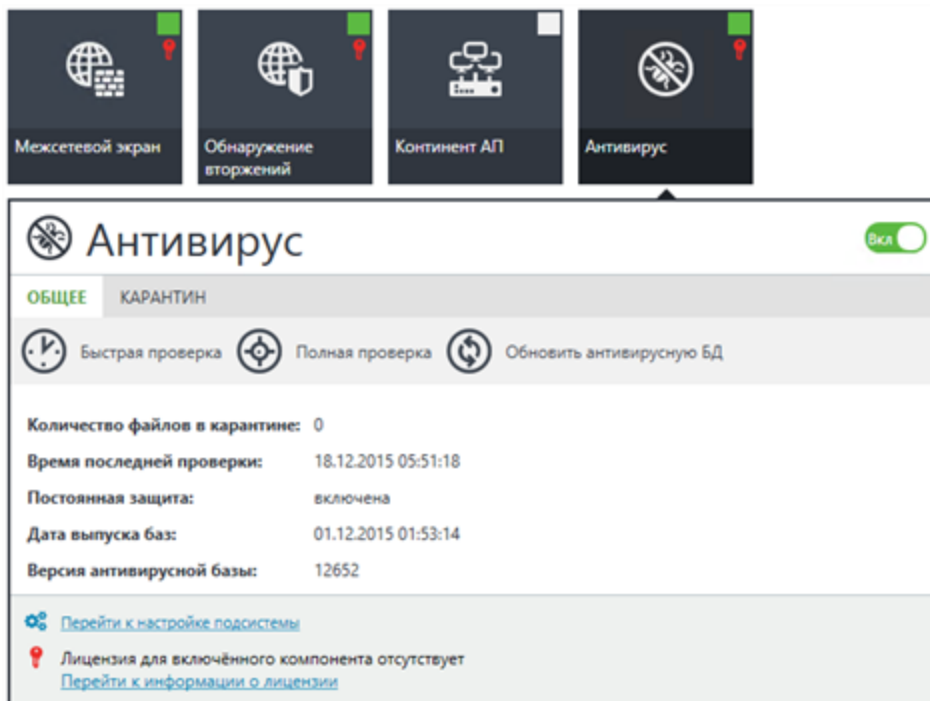 Межсетевой экран
Обнаружение
вторжений
Континент АП
Антивирус
Антивирус
Вкл
ОБЩЕЕ КАРАНТИН
Быстрая проверка Полная проверка Обновить антивирусную БД
Количество файлов в карантине: 0
Время последней проверки: 18.12.2015 05:51:18
Постоянная защита: включена
Дата выпуска баз: 01.12.2015 01:53:14
Версия антивирусной базы: 12652
Перейти к настройке подсистемы
Лицензия для включённого компонента отсутствует
Перейти к информации о лицензии